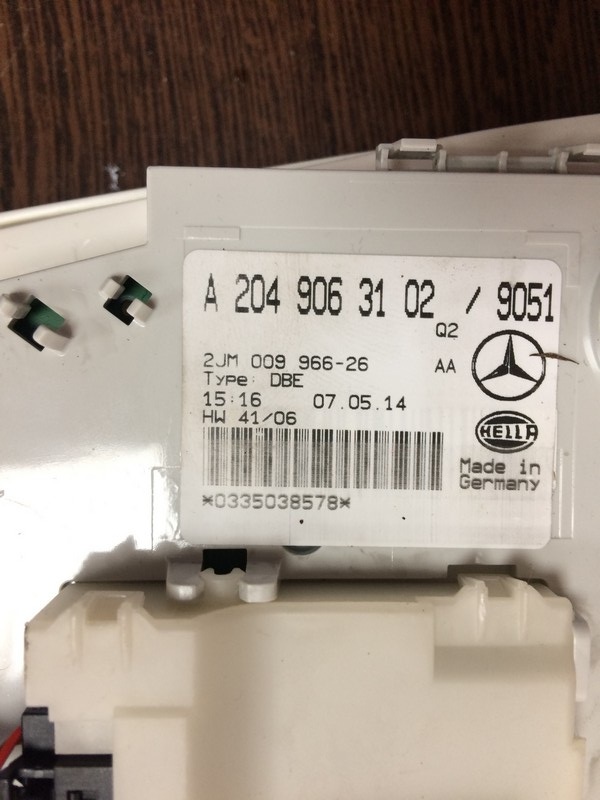 A 204 906 31 02 / 9051
Q2
2JM 009 966-26 AA
Type: DBE
15:16 07.05.14
HW 41/06
HELLA
Made in
Germany
*0335038578*